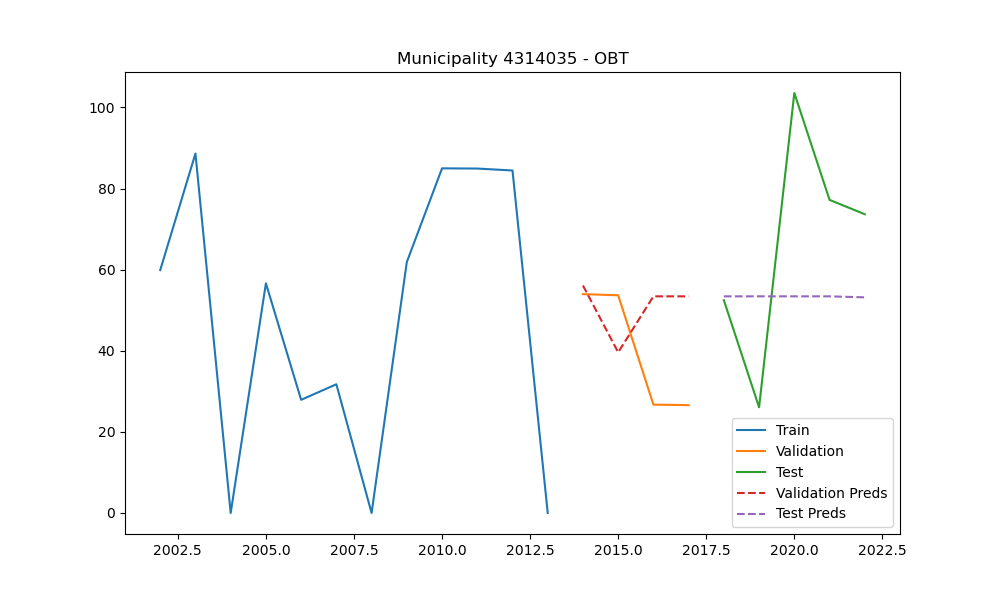 Municipality 4314035 - OBT
100
80
60
40
20
0
2002.5 2005.0 2007.5 2010.0 2012.5 2015.0 2017.5 2020.0 2022.5
Train
Validation
Test
Validation Preds
Test Preds